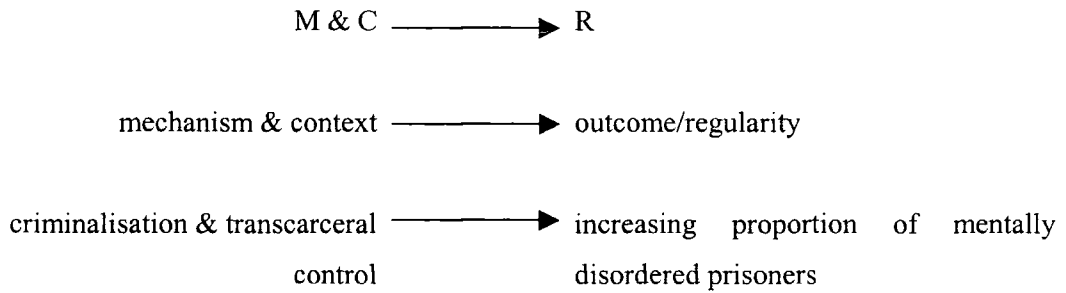 M & C R
mechanism & context outcome/regularity
criminalisation & transcarceral increasing proportion of mentally
control disordered prisoners